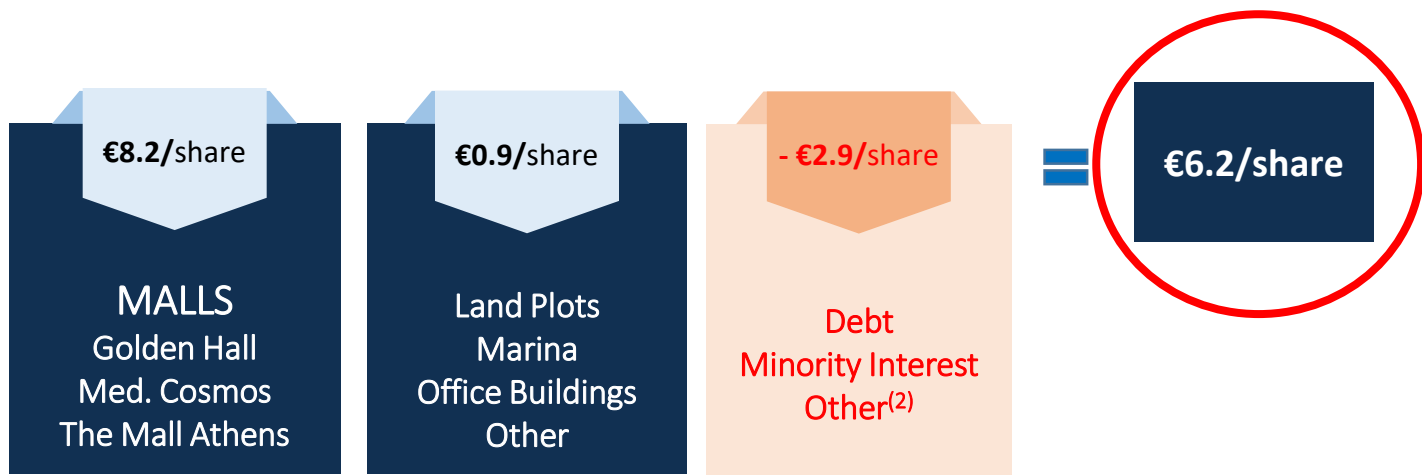 €8.2/share
MALLS
Golden Hall
Med. Cosmos
The Mall Athens
€0.9/share
Land Plots
Marina
Office Buildings
Other
- €2.9/share
Debt
Minority Interest
Other(2)
=
€6.2/share